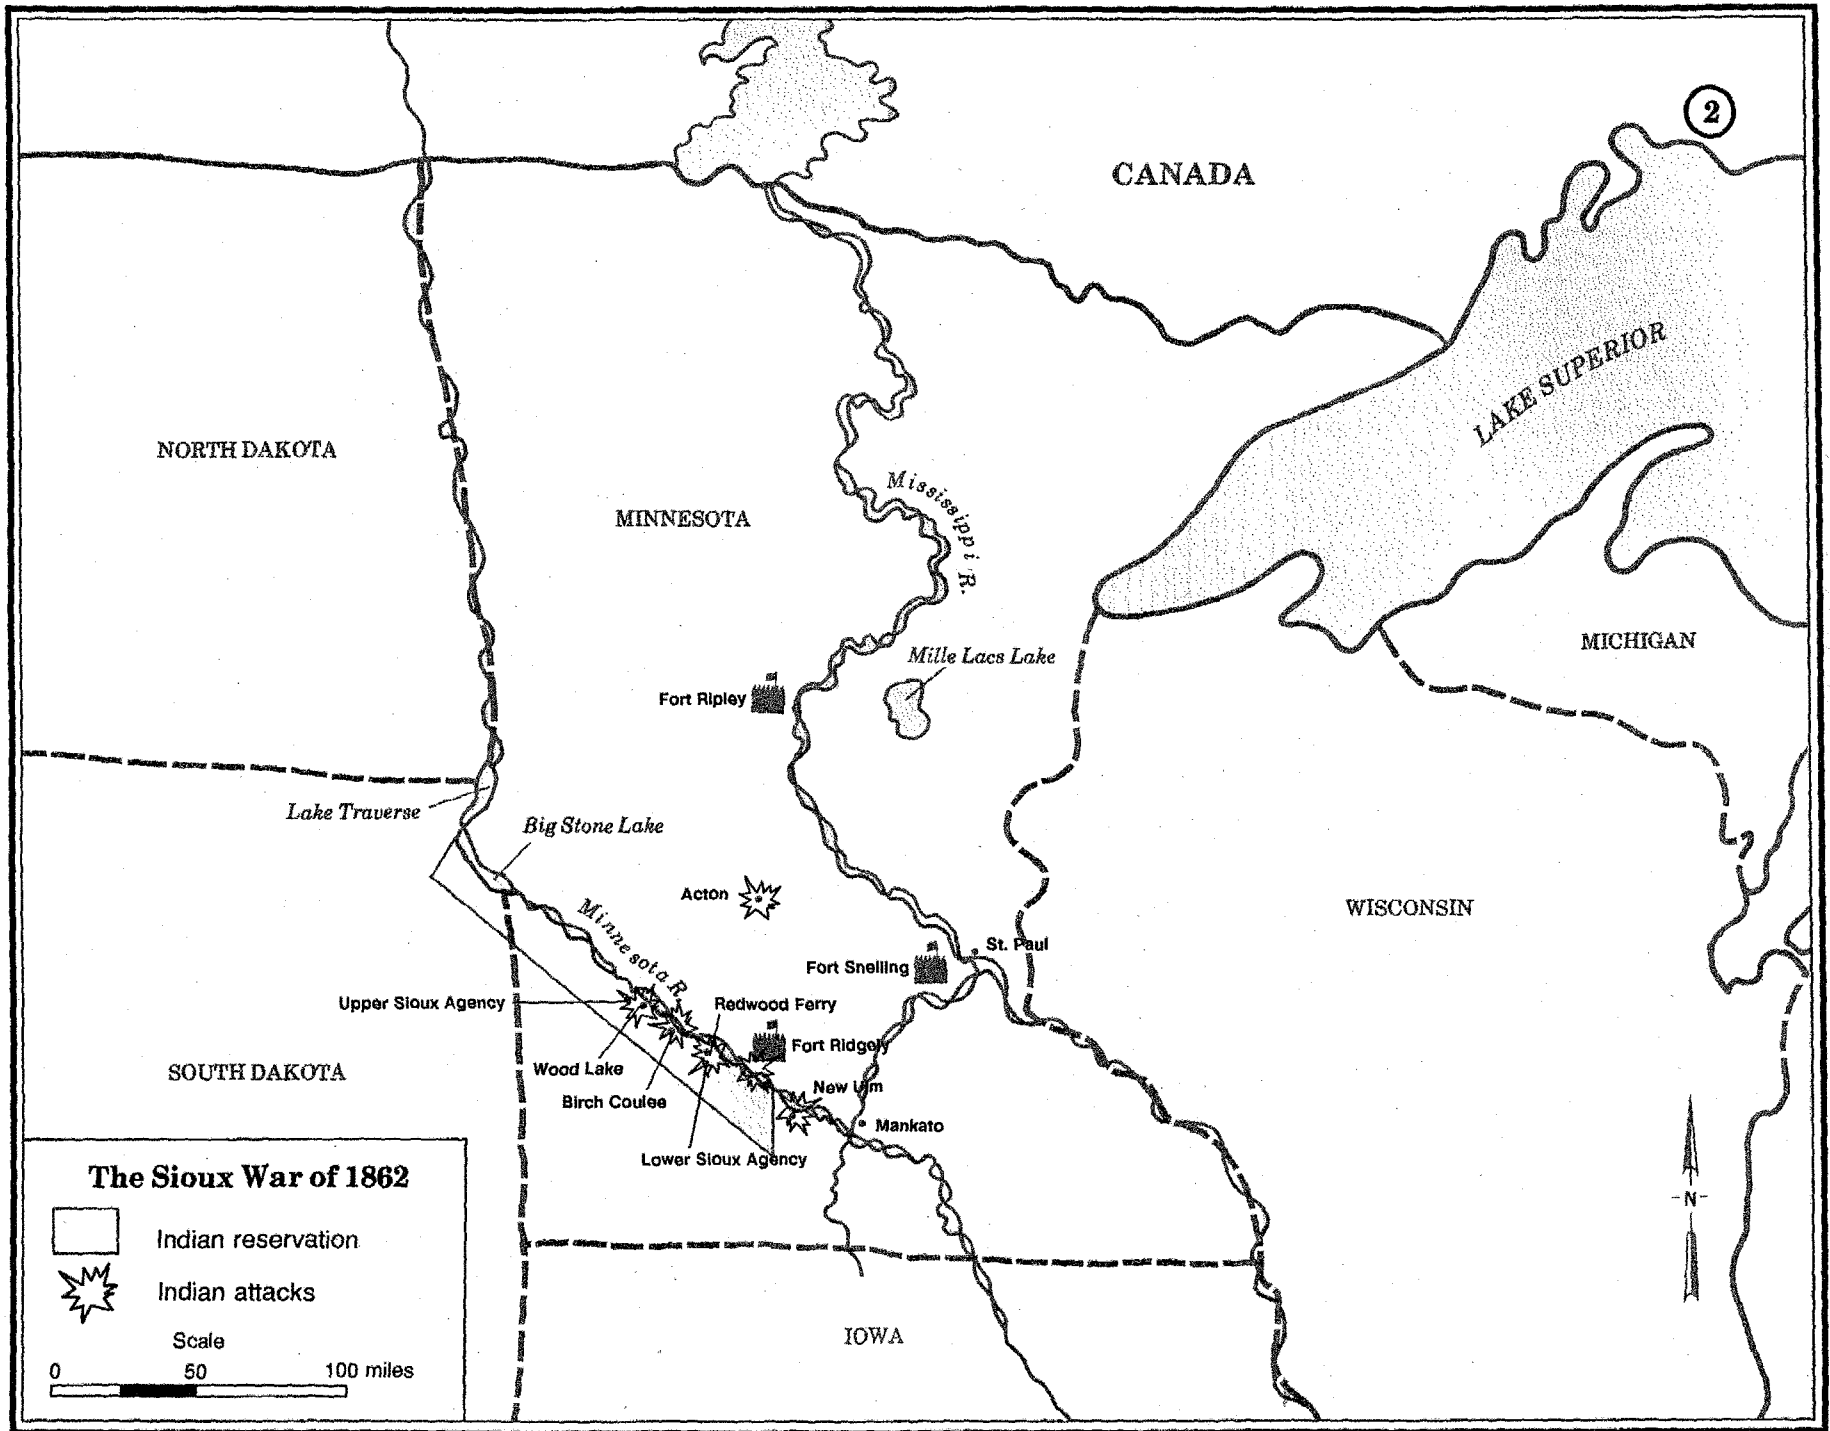 2
CANADA
LAKE SUPERIOR
NORTH DAKOTA
MINNESOTA
Mississippi R.
MICHIGAN
Mille Lacs Lake
Fort Ripley
Lake Traverse
Big Stone Lake
Acton
Minnesota R.
WISCONSIN
St. Paul
Fort Snelling
Upper Sioux Agency
Redwood Ferry
Fort Ridgely
Wood Lake
SOUTH DAKOTA
New Ulm
Birch Coulee
Mankato
Lower Sioux Agency
N
IOWA
The Sioux War of 1862
Indian reservation
Indian attacks
Scale
0 50 100 miles